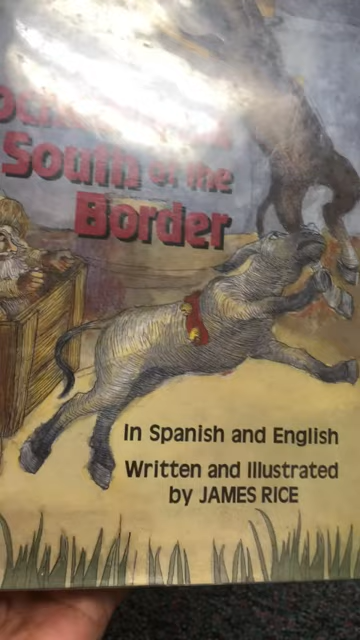 South of the
Border
In Spanish and English
Written and Illustrated
by JAMES RICE